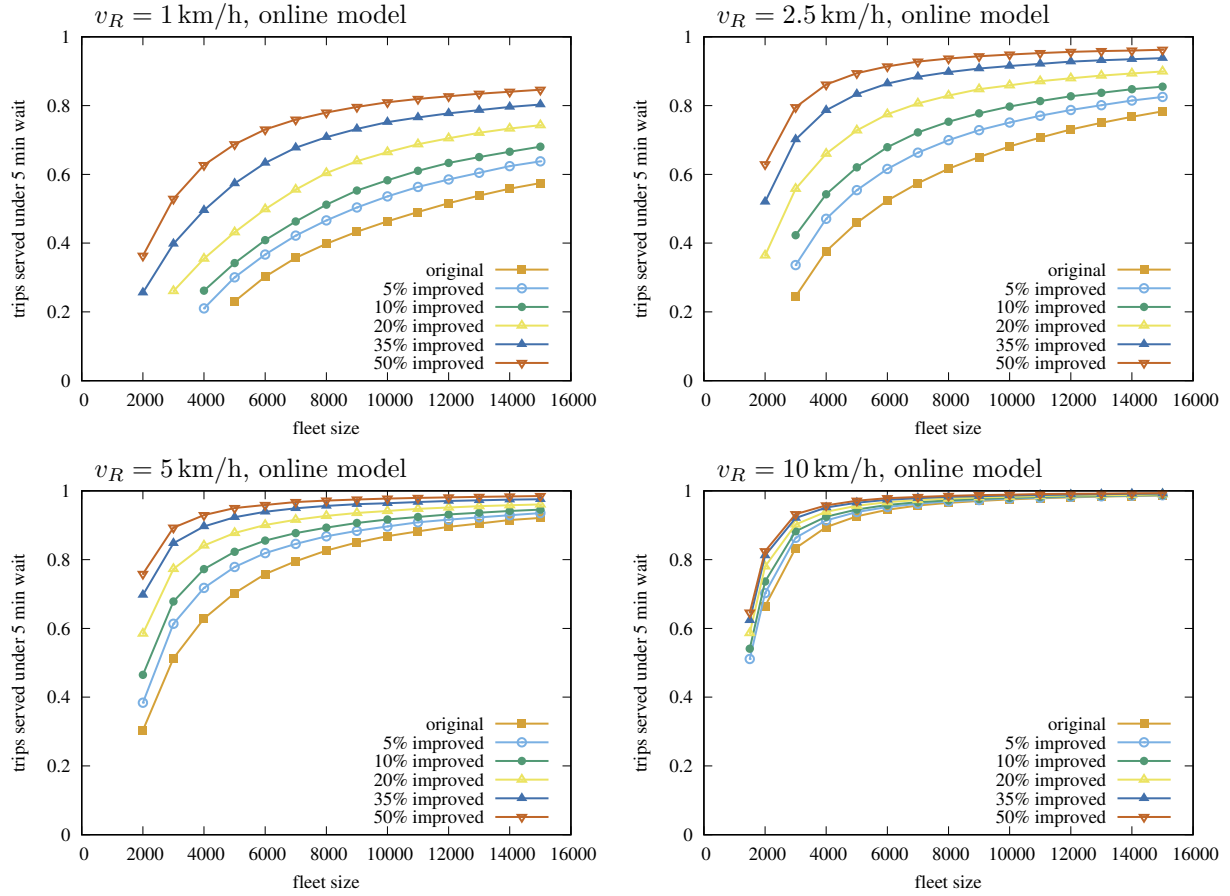 v_R = 1 km/h, online model
1
0.8
0.6
0.4
0.2
0
trips served under 5 min wait
original
5% improved
10% improved
20% improved
35% improved
50% improved
0 2000 4000 6000 8000 10000 12000 14000 16000
fleet size
v_R = 2.5 km/h, online model
1
0.8
0.6
0.4
0.2
0
trips served under 5 min wait
original
5% improved
10% improved
20% improved
35% improved
50% improved
0 2000 4000 6000 8000 10000 12000 14000 16000
fleet size
v_R = 5 km/h, online model
1
0.8
0.6
0.4
0.2
0
trips served under 5 min wait
original
5% improved
10% improved
20% improved
35% improved
50% improved
0 2000 4000 6000 8000 10000 12000 14000 16000
fleet size
v_R = 10 km/h, online model
1
0.8
0.6
0.4
0.2
0
trips served under 5 min wait
original
5% improved
10% improved
20% improved
35% improved
50% improved
0 2000 4000 6000 8000 10000 12000 14000 16000
fleet size